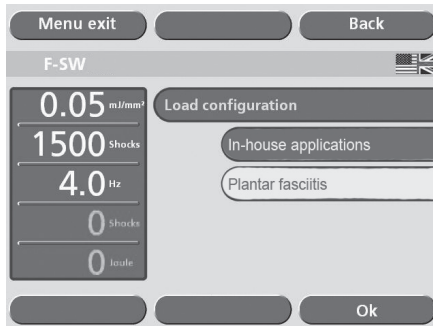 Menu exit
Back
F-SW
0.05 mJ/mm²
Load configuration
1500 Shocks
In-house applications
4.0 Hz
Plantar fasciitis
0 Shocks
0 Joule
Ok